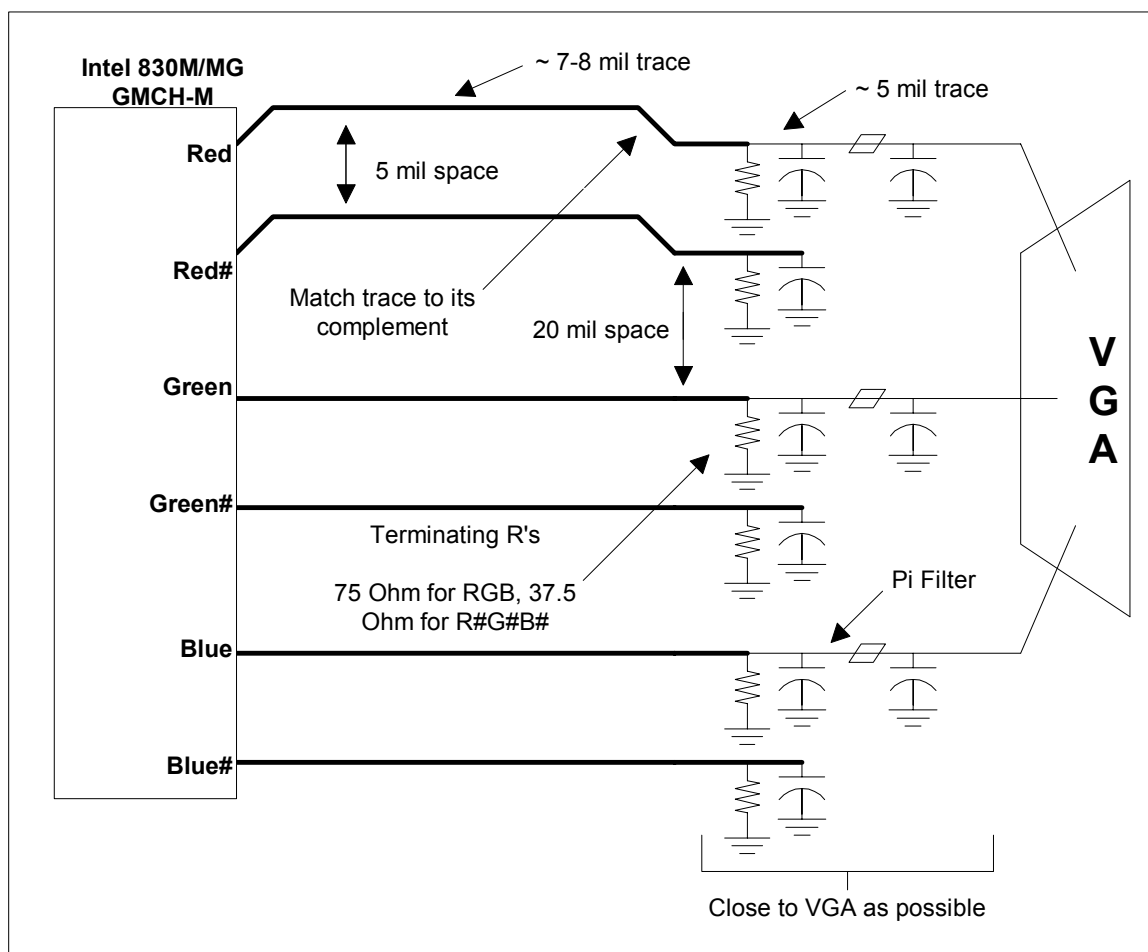 Intel 830M/MG
GMCH-M
~ 7-8 mil trace
~ 5 mil trace
Red
5 mil space
Red#
Match trace to its
complement
20 mil space
Green
V
G
A
Green#
Terminating R's
75 Ohm for RGB, 37.5
Ohm for R#G#B#
Pi Filter
Blue
Blue#
Close to VGA as possible